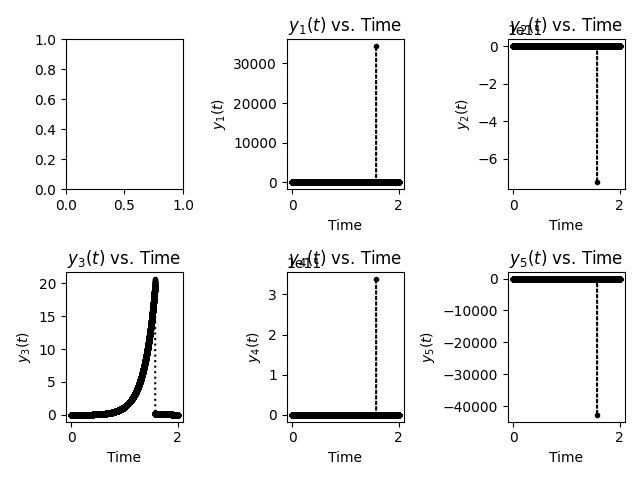 1.0
0.8
0.6
0.4
0.2
0.0
0.0 0.5 1.0
y₁(t) vs. Time
30000
20000
10000
0
y₁(t)
0 2
Time
y₂(t) vs. Time
1e11
0
−2
−4
−6
y₂(t)
0 2
Time
y₃(t) vs. Time
20
15
10
5
0
y₃(t)
0 2
Time
y₄(t) vs. Time
1e11
3
2
1
0
y₄(t)
0 2
Time
y₅(t) vs. Time
0
−10000
−20000
−30000
−40000
y₅(t)
0 2
Time